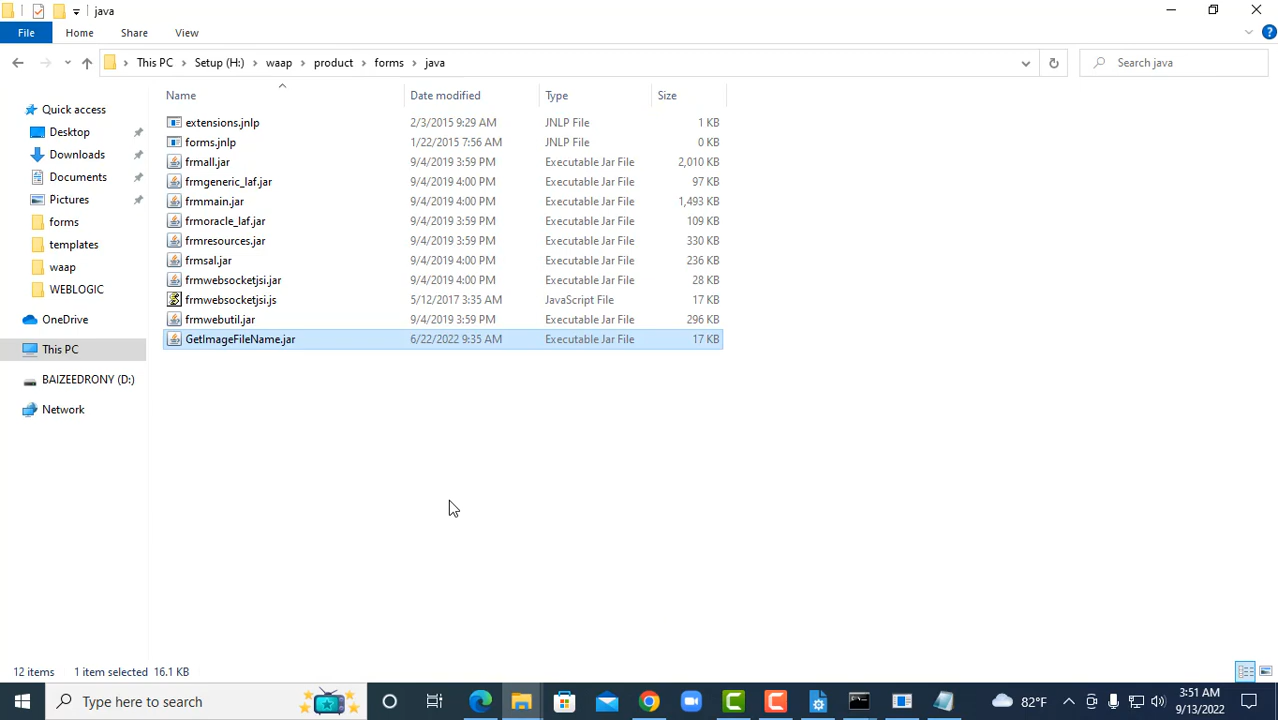 java
File Home Share View
This PC Setup (H:) waap product forms java Search java
Name Date modified Type Size
Quick access
Desktop
Downloads
Documents
Pictures
forms
templates
waap
WEBLOGIC
OneDrive
This PC
BAIZEEDRONY (D:)
Network
extensions.jnlp 2/3/2015 9:29 AM JNLP File 1 KB
forms.jnlp 1/22/2015 7:56 AM JNLP File 0 KB
frmall.jar 9/4/2019 3:59 PM Executable Jar File 2,010 KB
frmgeneric_laf.jar 9/4/2019 4:00 PM Executable Jar File 97 KB
frmmain.jar 9/4/2019 4:00 PM Executable Jar File 1,493 KB
frmoracle_laf.jar 9/4/2019 3:59 PM Executable Jar File 109 KB
frmresources.jar 9/4/2019 3:59 PM Executable Jar File 330 KB
frmsal.jar 9/4/2019 4:00 PM Executable Jar File 236 KB
frmwebsocketjsi.jar 9/4/2019 4:00 PM Executable Jar File 28 KB
frmwebsocketjsi.js 5/12/2017 3:35 AM JavaScript File 17 KB
frmwebutil.jar 9/4/2019 3:59 PM Executable Jar File 296 KB
GetImageFileName.jar 6/22/2022 9:35 AM Executable Jar File 17 KB
12 items 1 item selected 16.1 KB
Type here to search 82°F 3:51 AM
9/13/2022